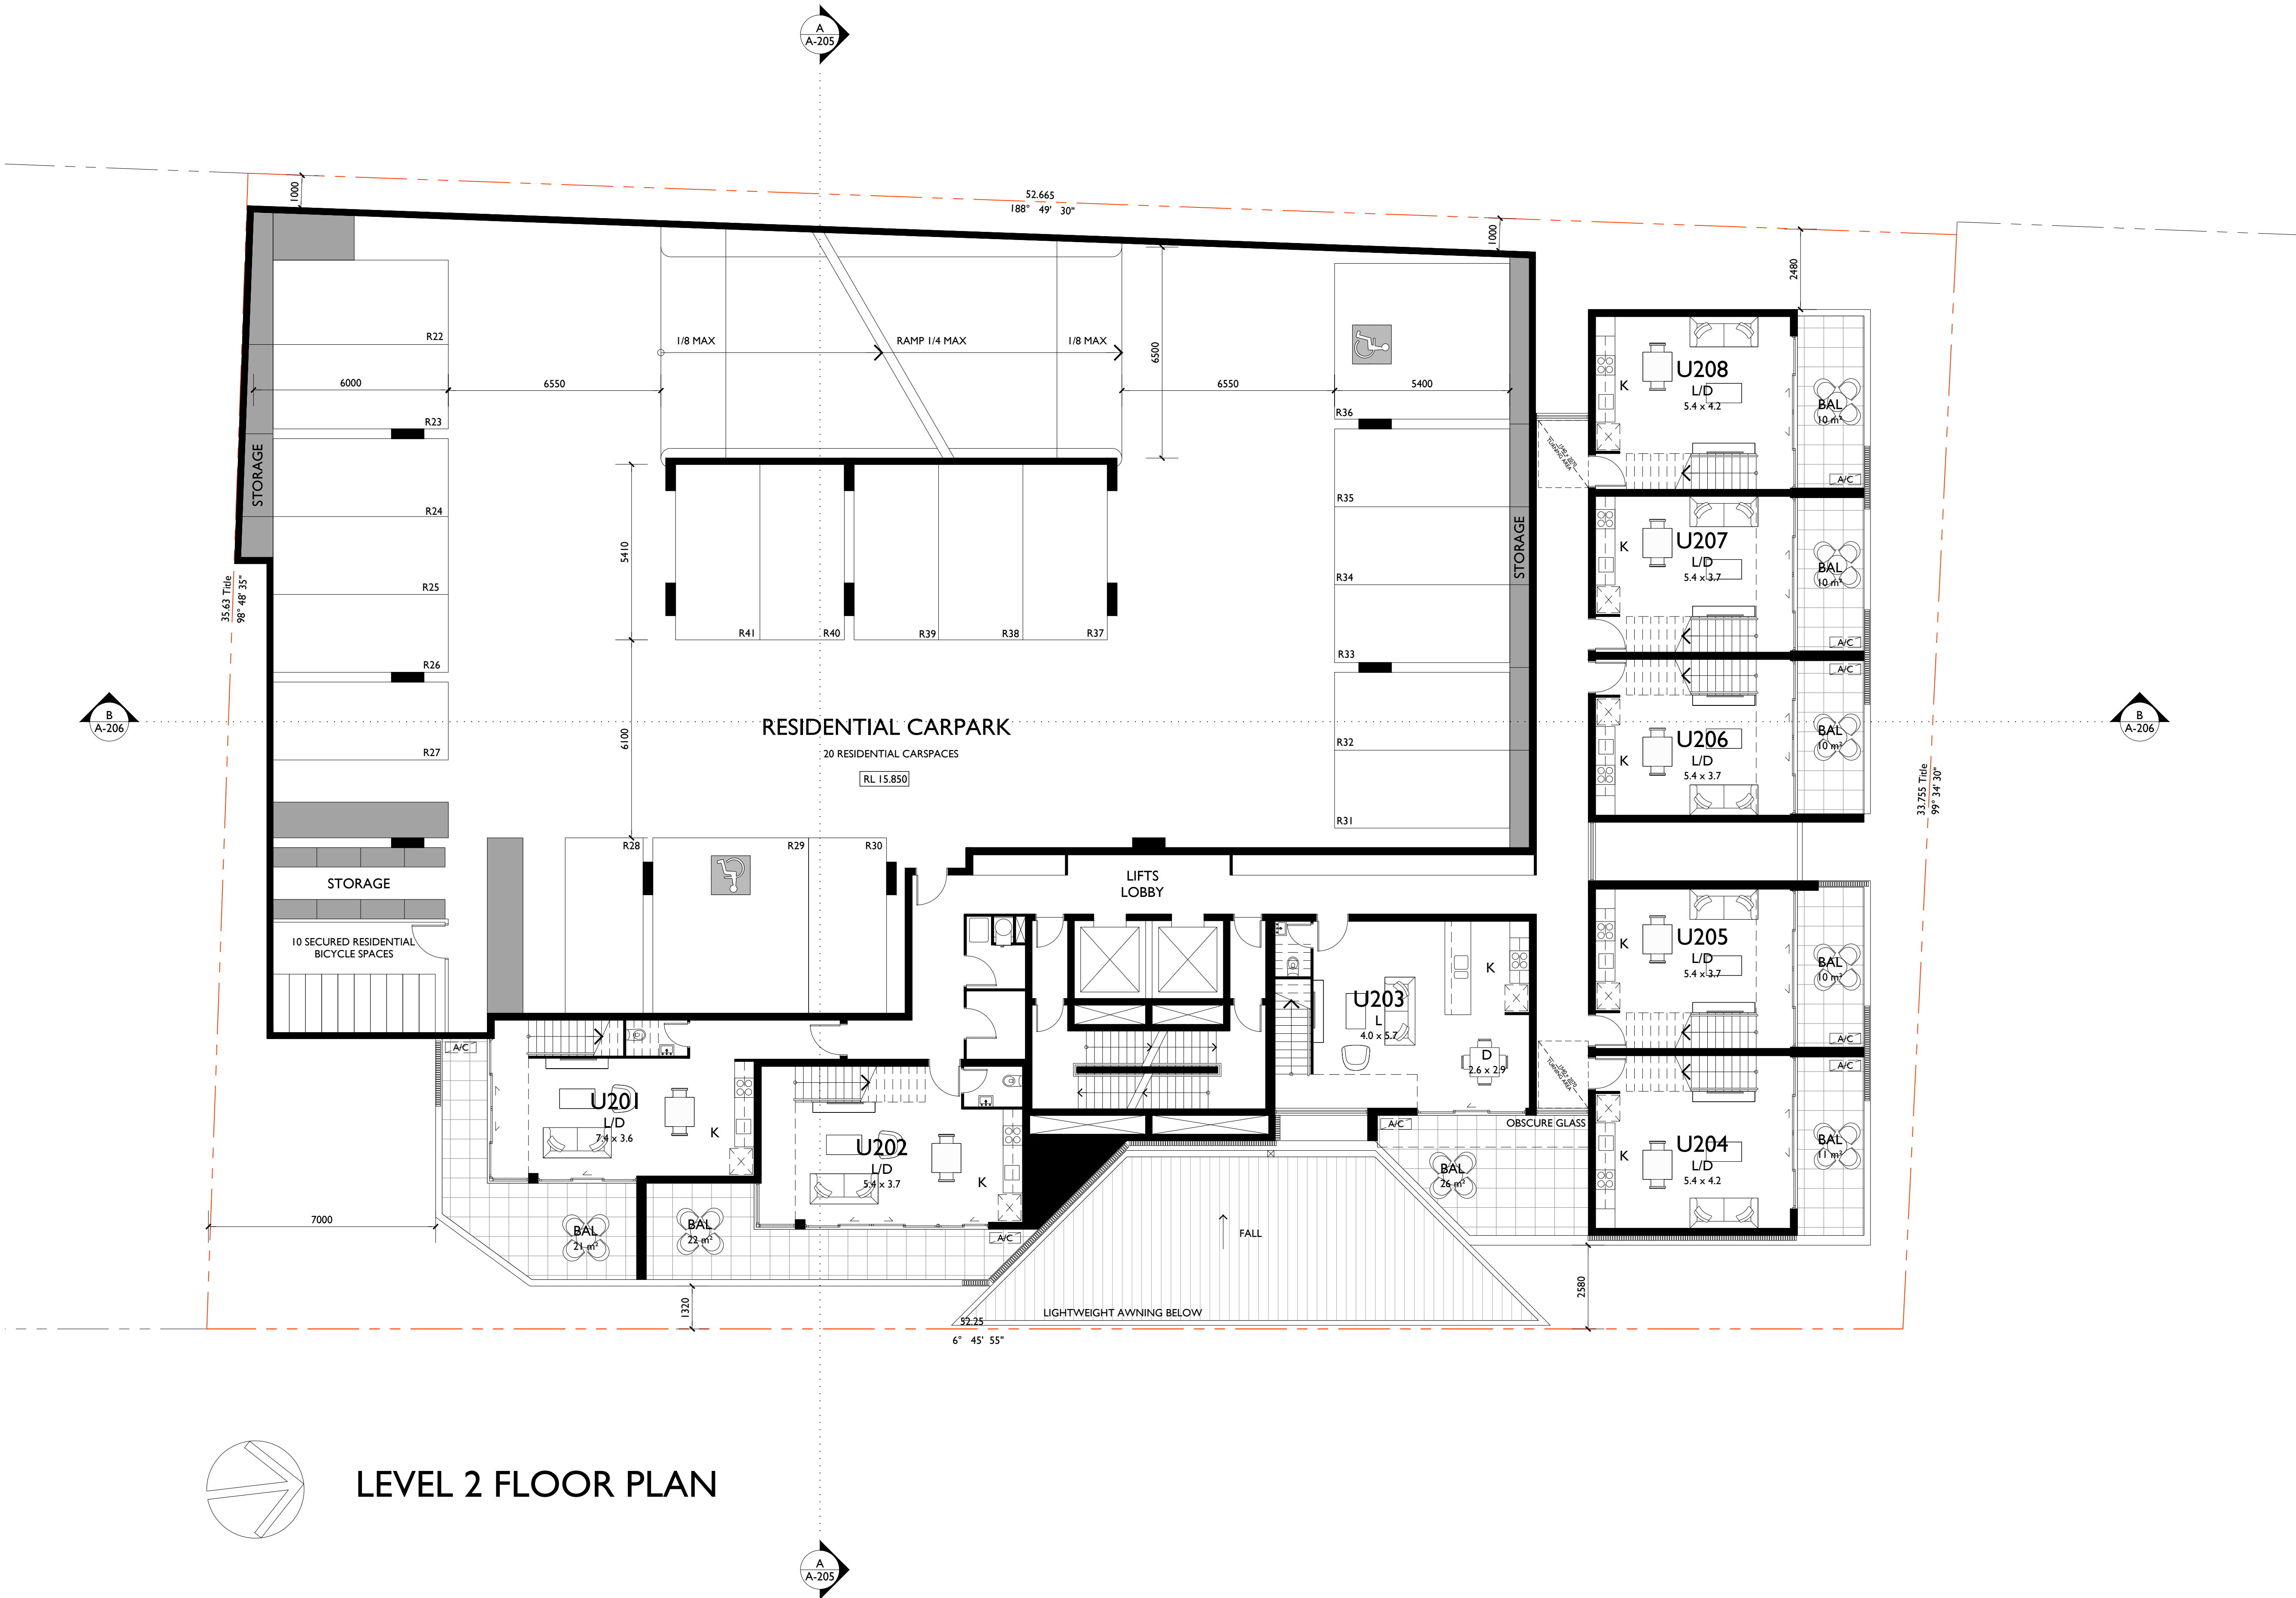 A
A-205
1000
52.665
188° 49' 30"
1000
2480
R22
1/8 MAX
RAMP 1/4 MAX
1/8 MAX
6500
6000
6550
6550
5400
R23
R36
STORAGE
R24
R35
STORAGE
5410
R25
R34
35.63 Title
98° 48' 35"
R41
R40
R39
R38
R37
R26
R33
U208
L/D
5.4 x 4.2
K
BAL
10 m²
A/C
1540 x 2070
TURNING AREA
U207
L/D
5.4 x 3.7
K
BAL
10 m²
A/C
A/C
B
A-206
RESIDENTIAL CARPARK
20 RESIDENTIAL CARSPACES
RL 15.850
6100
R27
R32
R31
U206
L/D
5.4 x 3.7
K
BAL
10 m²
B
A-206
33.755 Title
99° 34' 30"
R28
R29
R30
STORAGE
10 SECURED RESIDENTIAL
BICYCLE SPACES
LIFTS
LOBBY
U205
L/D
5.4 x 3.7
K
BAL
10 m²
A/C
U203
L
4.0 x 5.7
K
D
2.6 x 2.9
A/C
OBSCURE GLASS
BAL
26 m²
1540 x 2070
TURNING AREA
A/C
U204
L/D
5.4 x 4.2
K
BAL
11 m²
A/C
U201
L/D
7.4 x 3.6
K
U202
L/D
5.4 x 3.7
K
BAL
21 m²
BAL
22 m²
A/C
7000
FALL
1320
2580
LIGHTWEIGHT AWNING BELOW
52.25
6° 45' 55"
LEVEL 2 FLOOR PLAN
A
A-205